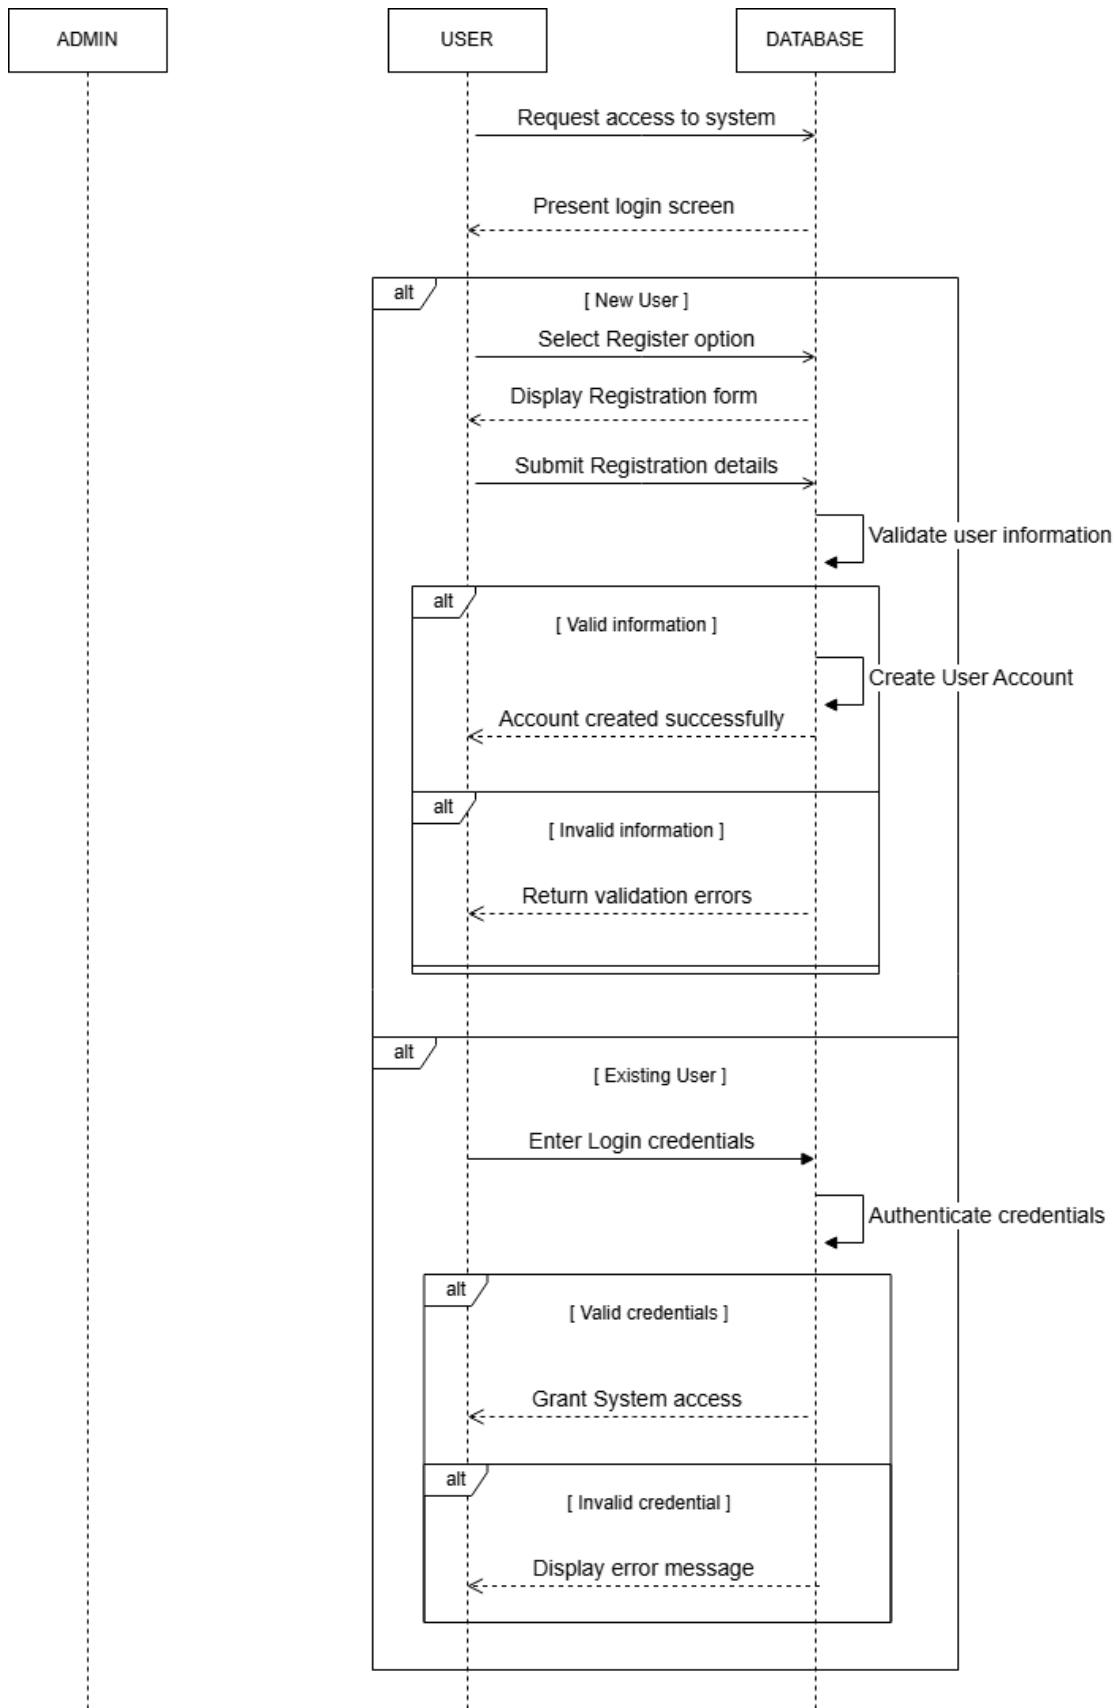 ADMIN
USER
DATABASE
Request access to system
Present login screen
alt
[ New User ]
Select Register option
Display Registration form
Submit Registration details
Validate user information
alt
[ Valid information ]
Create User Account
Account created successfully
alt
[ Invalid information ]
Return validation errors
alt
[ Existing User ]
Enter Login credentials
Authenticate credentials
alt
[ Valid credentials ]
Grant System access
alt
[ Invalid credential ]
Display error message